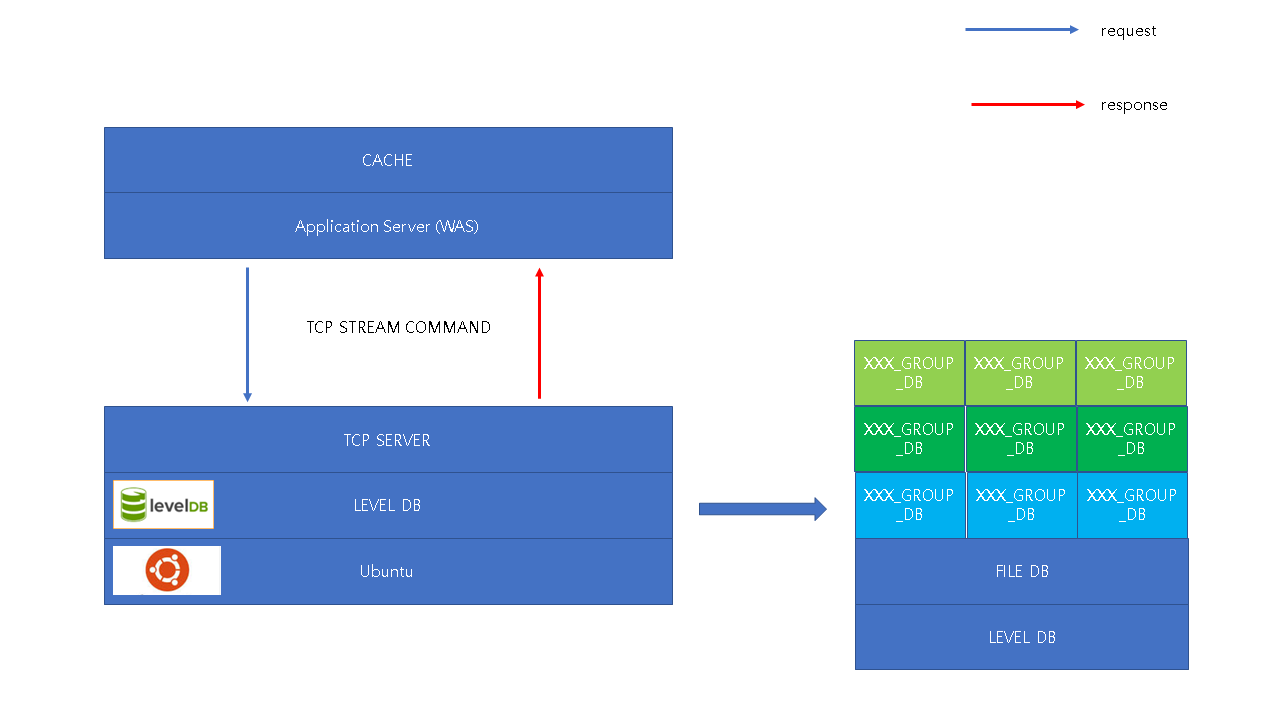 request
response
CACHE
Application Server (WAS)
TCP STREAM COMMAND
TCP SERVER
levelDB
LEVEL DB
Ubuntu
XXX_GROUP
_DB
XXX_GROUP
_DB
XXX_GROUP
_DB
XXX_GROUP
_DB
XXX_GROUP
_DB
XXX_GROUP
_DB
XXX_GROUP
_DB
XXX_GROUP
_DB
XXX_GROUP
_DB
FILE DB
LEVEL DB